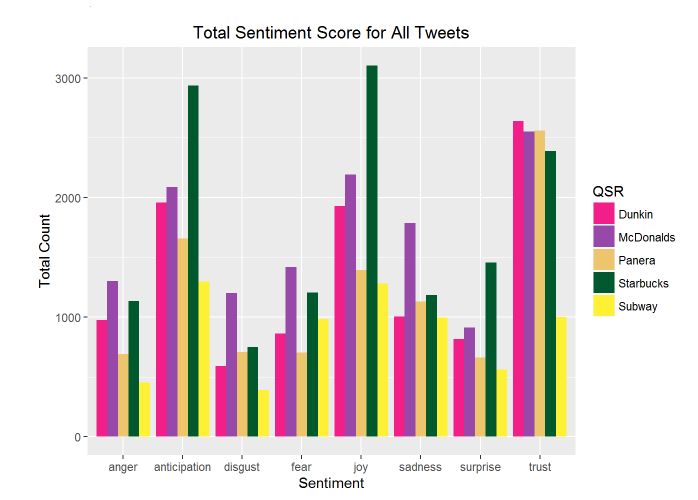 Total Sentiment Score for All Tweets
Total Count
3000
2000
1000
0
anger anticipation disgust fear joy sadness surprise trust
Sentiment
QSR
Dunkin
McDonalds
Panera
Starbucks
Subway